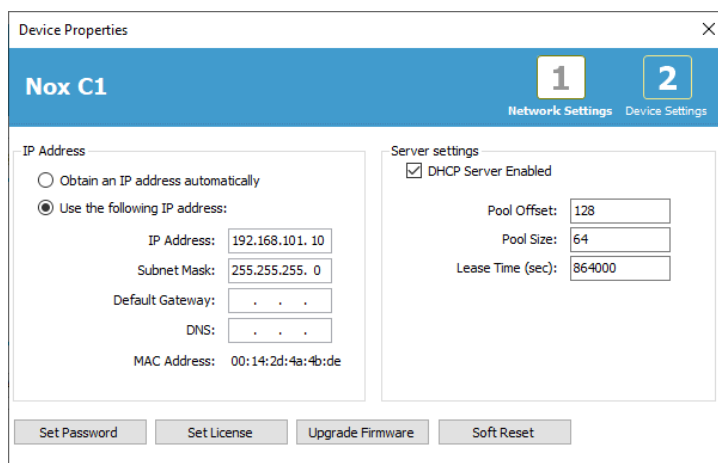 Device Properties
Nox C1
1
Network Settings
2
Device Settings
IP Address
Obtain an IP address automatically
Use the following IP address:
IP Address: 192.168.101. 10
Subnet Mask: 255.255.255. 0
Default Gateway: . . .
DNS: . . .
MAC Address: 00:14:2d:4a:4b:de
Server settings
DHCP Server Enabled
Pool Offset: 128
Pool Size: 64
Lease Time (sec): 864000
Set Password
Set License
Upgrade Firmware
Soft Reset